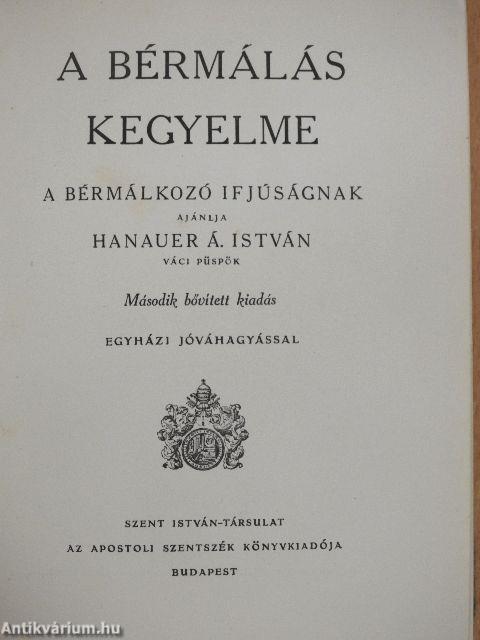 A BÉRMÁLÁS
KEGYELME
A BÉRMÁLKOZÓ IFJÚSÁGNAK
AJÁNLJA
HANAUER Á. ISTVÁN
VÁCI PÜSPÖK
Második bővített kiadás
EGYHÁZI JÓVÁHAGYÁSSAL
SZENT ISTVÁN-TÁRSULAT
AZ APOSTOLI SZENTSZÉK KÖNYVKIADÓJA
BUDAPEST
Antikvárium.hu